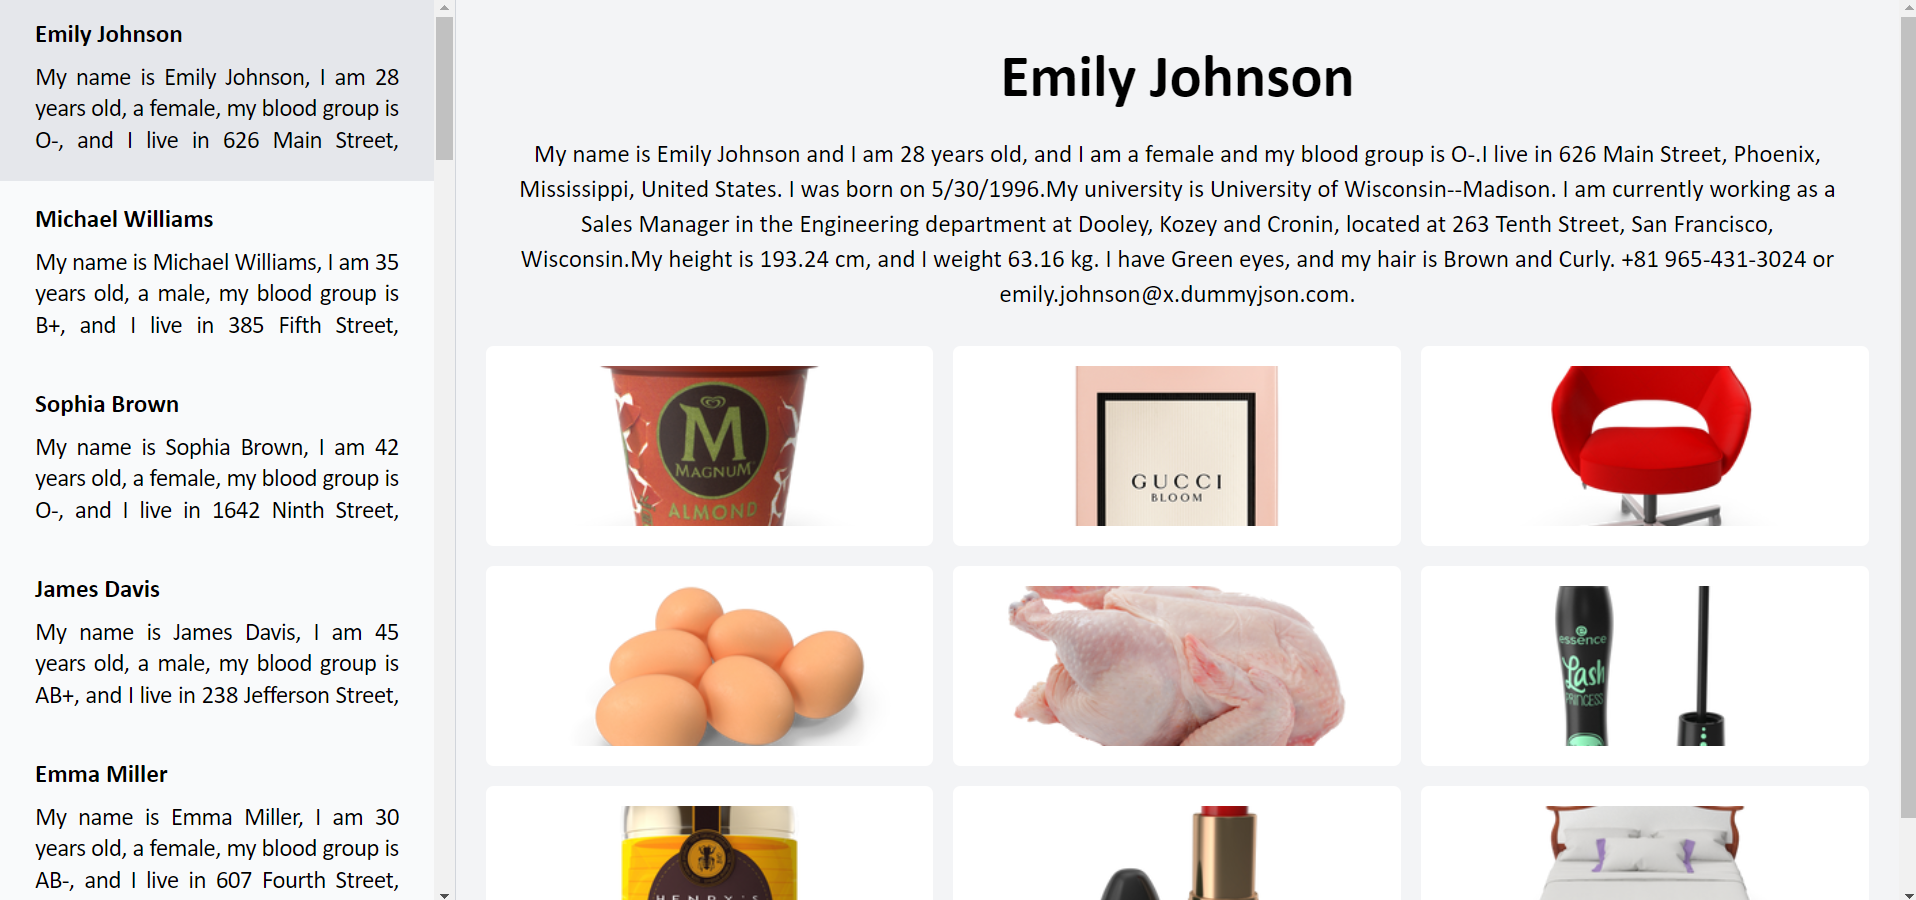 Emily Johnson
My name is Emily Johnson, I am 28
years old, a female, my blood group is
O-, and I live in 626 Main Street,
Michael Williams
My name is Michael Williams, I am 35
years old, a male, my blood group is
B+, and I live in 385 Fifth Street,
Sophia Brown
My name is Sophia Brown, I am 42
years old, a female, my blood group is
O-, and I live in 1642 Ninth Street,
James Davis
My name is James Davis, I am 45
years old, a male, my blood group is
AB+, and I live in 238 Jefferson Street,
Emma Miller
My name is Emma Miller, I am 30
years old, a female, my blood group is
AB-, and I live in 607 Fourth Street,
Emily Johnson
My name is Emily Johnson and I am 28 years old, and I am a female and my blood group is O-.I live in 626 Main Street, Phoenix,
Mississippi, United States. I was born on 5/30/1996.My university is University of Wisconsin--Madison. I am currently working as a
Sales Manager in the Engineering department at Dooley, Kozey and Cronin, located at 263 Tenth Street, San Francisco,
Wisconsin.My height is 193.24 cm, and I weight 63.16 kg. I have Green eyes, and my hair is Brown and Curly. +81 965-431-3024 or
emily.johnson@x.dummyjson.com.
M
MAGNUM
ALMOND
GUCCI
BLOOM
essence
Lash
PRINCESS
HENRY'S